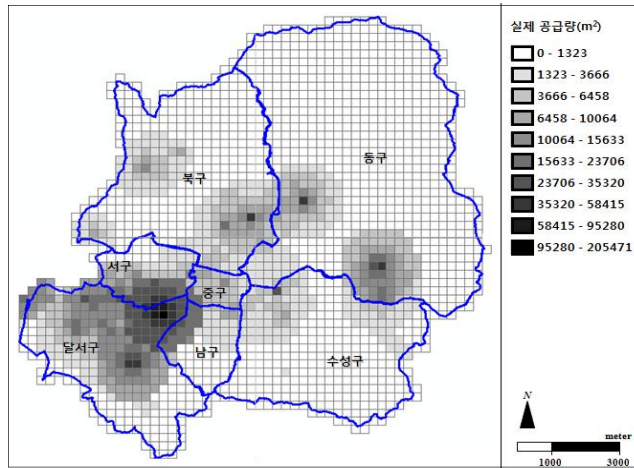 실제 공급량(m²)
0 - 1323
1323 - 3666
3666 - 6458
6458 - 10064
10064 - 15633
15633 - 23706
23706 - 35320
35320 - 58415
58415 - 95280
95280 - 205471
동구
북구
서구
중구
달서구
남구
수성구
N
meter
1000 3000